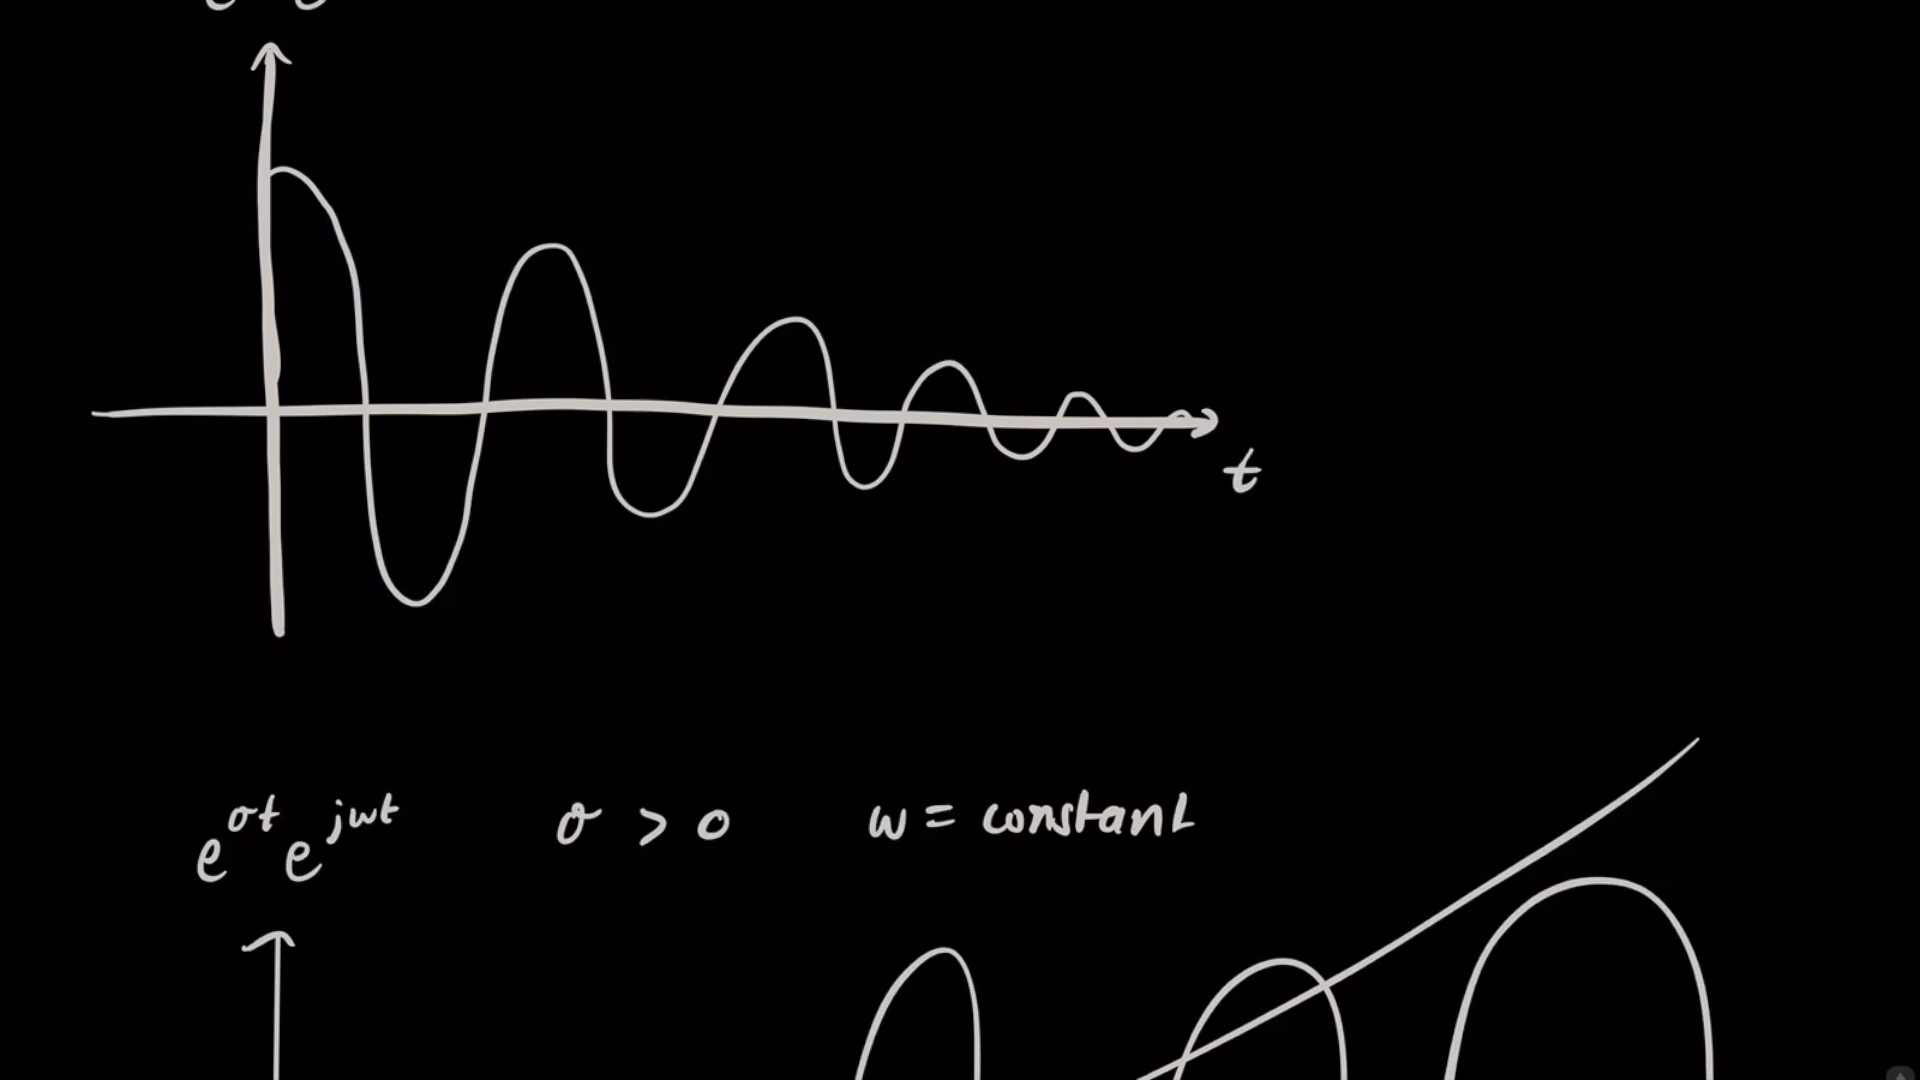 t
e^σt e^jωt σ > 0 ω = constant